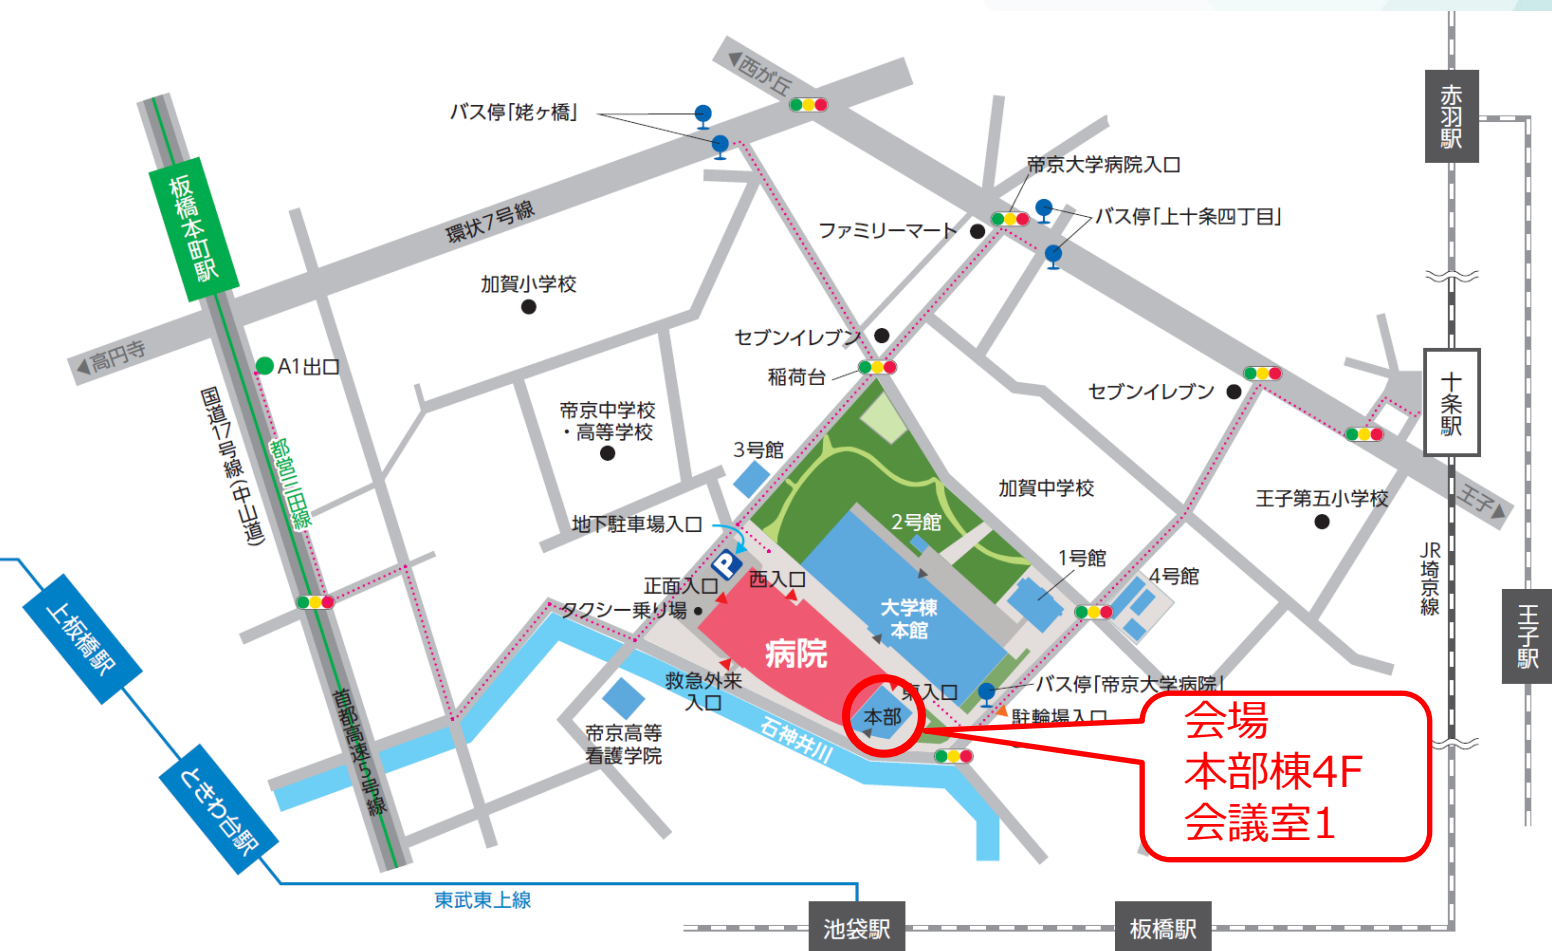 西が丘
バス停「姥ヶ橋」
赤羽駅
帝京大学病院入口
バス停「上十条四丁目」
ファミリーマート
板橋本町駅
環状7号線
加賀小学校
セブンイレブン
稲荷台
高円寺
A1出口
セブンイレブン
十条駅
国道17号線(中山道)
都営三田線
帝京中学校
・高等学校
3号館
加賀中学校
王子第五小学校
王子
地下駐車場入口
2号館
P
正面入口
西入口
1号館
4号館
JR埼京線
タクシー乗り場
大学棟
本館
上板橋駅
病院
王子駅
救急外来
入口
東入口
バス停「帝京大学病院」
本部
駐輪場入口
首都高速5号線
帝京高等
看護学院
石神井川
会場
本部棟4F
会議室1
ときわ台駅
東武東上線
池袋駅
板橋駅